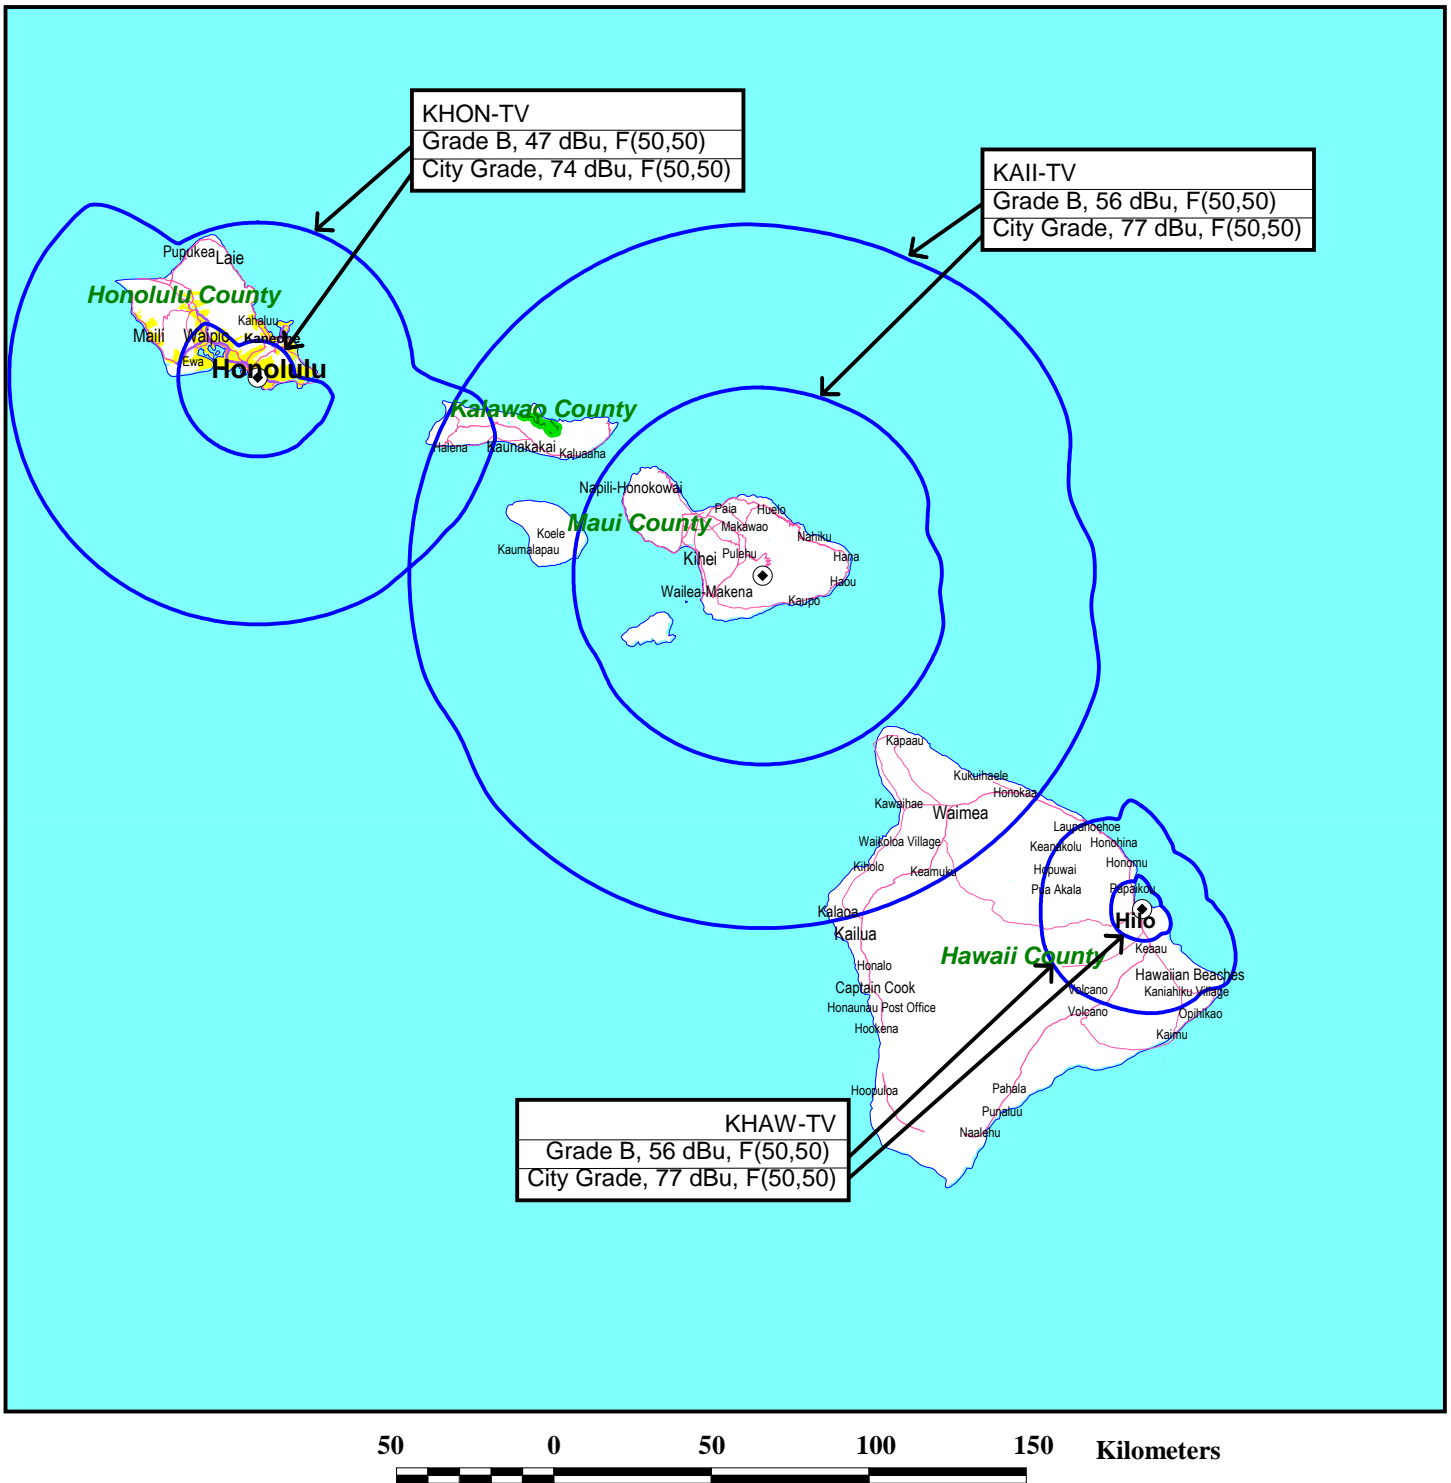 KHON-TV
Grade B, 47 dBu, F(50,50)
City Grade, 74 dBu, F(50,50)
KAII-TV
Grade B, 56 dBu, F(50,50)
City Grade, 77 dBu, F(50,50)
Pupukea
Laie
Honolulu County
Kahaluu
Maili
Waipio
Kaneohe
Ewa
Honolulu
Kalawao County
Halena
Kaunakakai
Kaluaaha
Napili-Honokowai
Paia
Huelo
Maui County
Makawao
Koele
Nahiku
Kaumalapau
Kihei
Pulehu
Hana
Haou
Wailea-Makena
Kaupo
Kapaau
Kukuihaele
Honokaa
Kawaihae
Waimea
Laupahoehoe
Waikoloa Village
Keanakolu
Honohina
Kiholo
Keamuku
Hopuwai
Honomu
Pua Akala
Papaikou
Kalaoa
Hilo
Kailua
Keaau
Hawaii County
Honalo
Hawaiian Beaches
Captain Cook
Volcano
Kaniahiku Village
Honaunau Post Office
Volcano
Opihikao
Hookena
Kaimu
Hoopuloa
Pahala
Punaluu
Naalehu
KHAW-TV
Grade B, 56 dBu, F(50,50)
City Grade, 77 dBu, F(50,50)
50 0 50 100 150 Kilometers